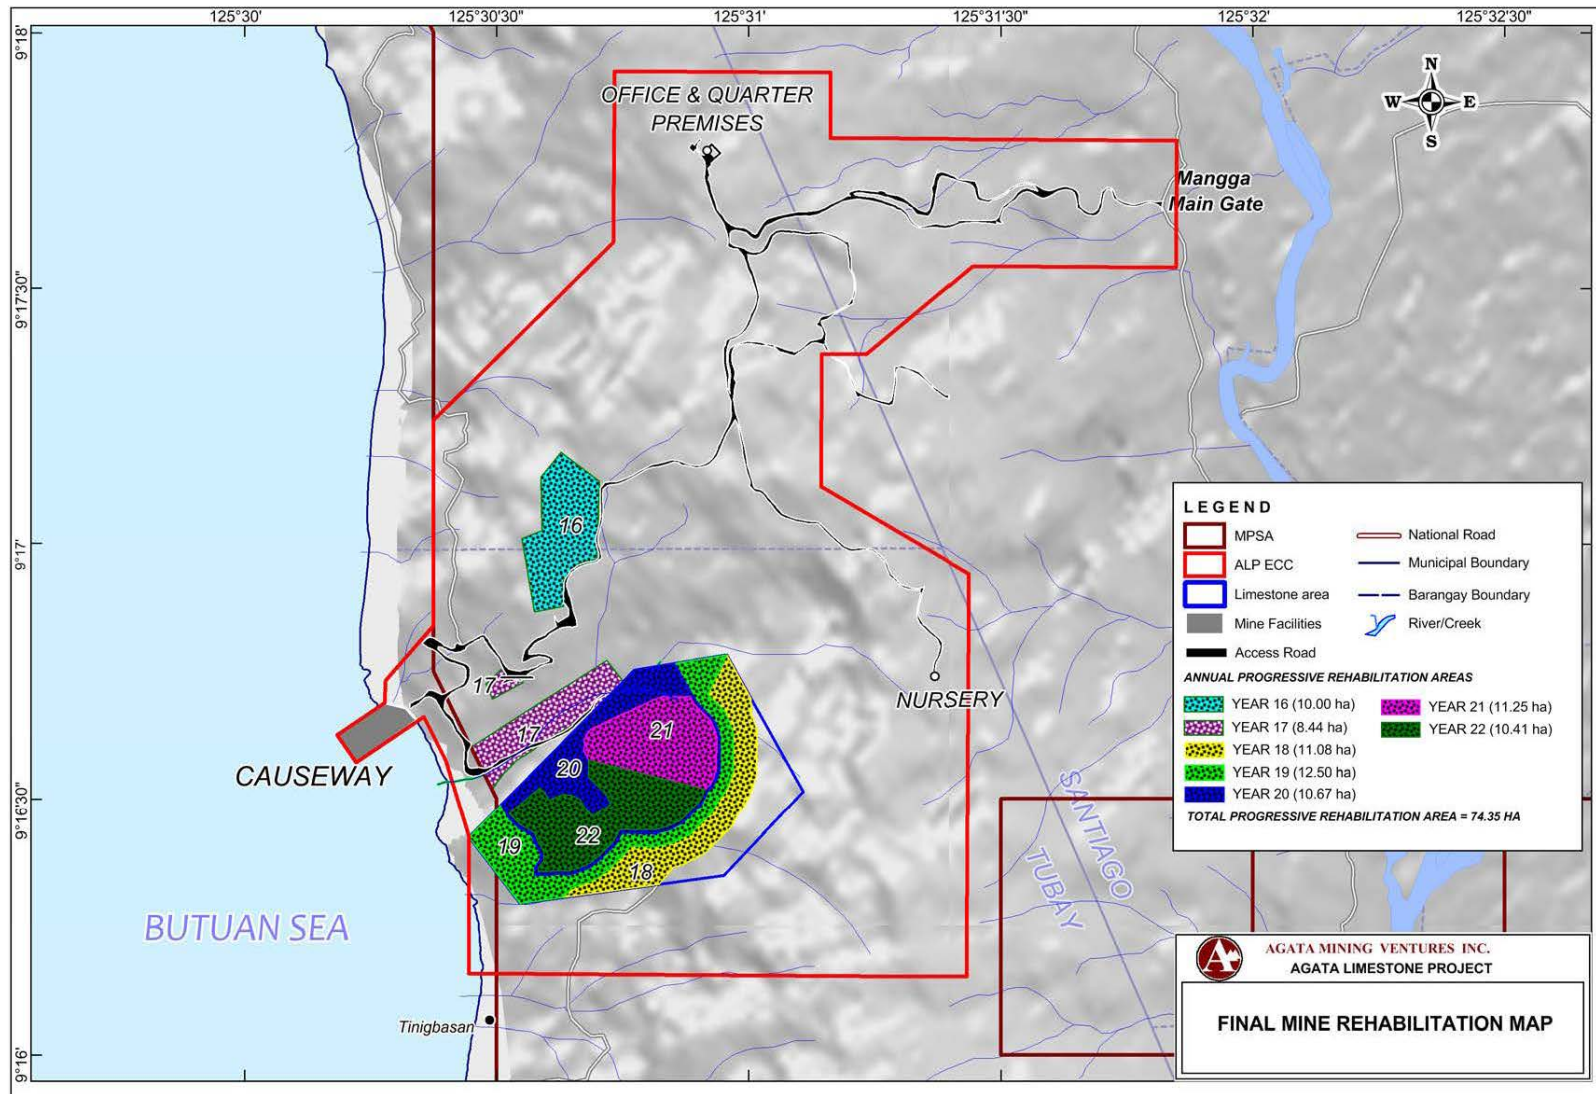 125°30'
125°30'30"
125°31'
125°31'30"
125°32'
125°32'30"
9°18'
9°17'30"
9°17'
9°16'30"
9°16'
N
W
E
S
OFFICE & QUARTER
PREMISES
Mangga
Main Gate
16
17
17
21
20
22
19
18
NURSERY
CAUSEWAY
SANTIAGO
TUBAY
BUTUAN SEA
Tinigbasan
LEGEND
MPSA
National Road
ALP ECC
Municipal Boundary
Limestone area
Barangay Boundary
Mine Facilities
River/Creek
Access Road
ANNUAL PROGRESSIVE REHABILITATION AREAS
YEAR 16 (10.00 ha)
YEAR 21 (11.25 ha)
YEAR 17 (8.44 ha)
YEAR 22 (10.41 ha)
YEAR 18 (11.08 ha)
YEAR 19 (12.50 ha)
YEAR 20 (10.67 ha)
TOTAL PROGRESSIVE REHABILITATION AREA = 74.35 HA
A
AGATA MINING VENTURES INC.
AGATA LIMESTONE PROJECT
FINAL MINE REHABILITATION MAP